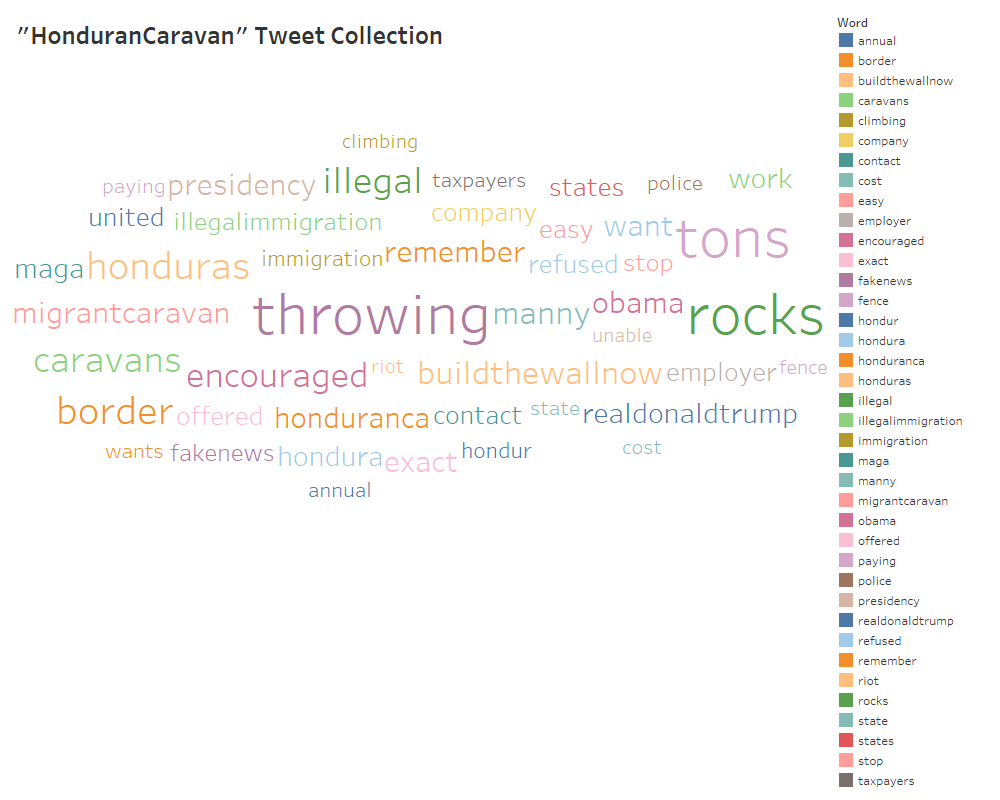 ”HonduranCaravan” Tweet Collection
climbing
paying presidency illegal taxpayers states police work
united illegalimmigration company easy want tons
maga honduras immigration remember refused stop
migrantcaravan throwing manny obama rocks
unable
caravans encouraged riot buildthewallnow employer fence
border offered honduranca contact state realdonaldtrump
wants fakenews hondura exact hondur cost
annual
Word
annual
border
buildthewallnow
caravans
climbing
company
contact
cost
easy
employer
encouraged
exact
fakenews
fence
hondur
hondura
honduranca
honduras
illegal
illegalimmigration
immigration
maga
manny
migrantcaravan
obama
offered
paying
police
presidency
realdonaldtrump
refused
remember
riot
rocks
state
states
stop
taxpayers